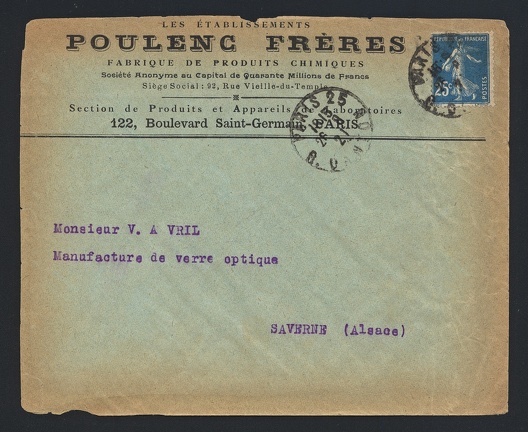 LES ÉTABLISSEMENTS
POULENC FRÈRES
FABRIQUE DE PRODUITS CHIMIQUES
Société Anonyme au Capital de Quarante Millions de Francs
Siège Social : 92, Rue Vieille-du-Temple
Section de Produits et Appareils de Laboratoires
122, Boulevard Saint-Germain, PARIS
RÉPUBLIQUE FRANÇAISE
25c
POSTES
PARIS 25
Monsieur V. A VRIL
Manufacture de verre optique
SAVERNE (Alsace)